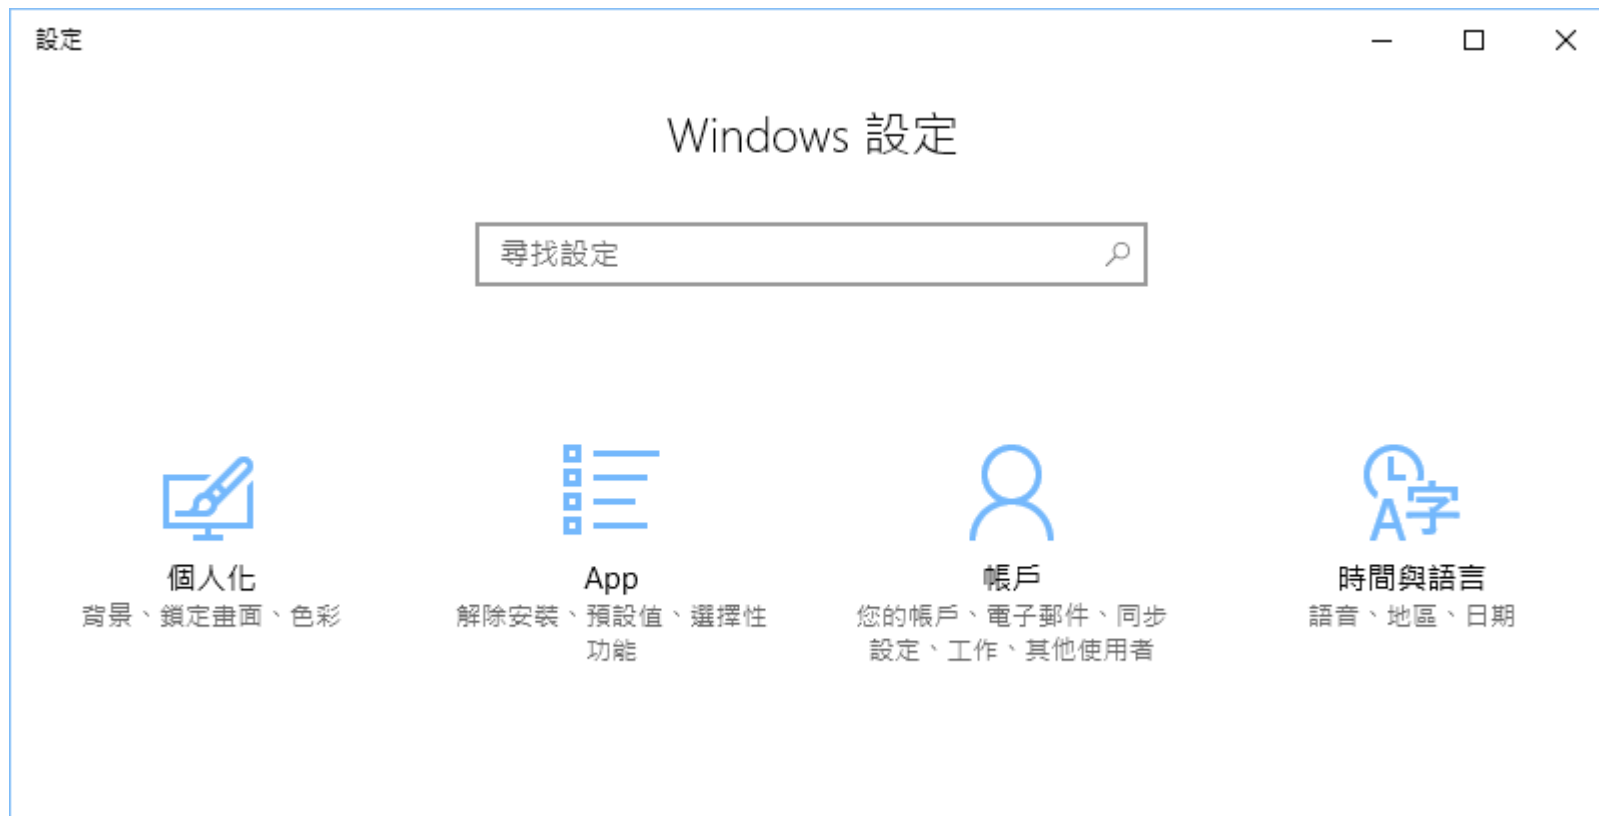 設定
Windows 設定
尋找設定
個人化
背景、鎖定畫面、色彩
App
解除安裝、預設值、選擇性
功能
帳戶
您的帳戶、電子郵件、同步
設定、工作、其他使用者
時間與語言
語音、地區、日期